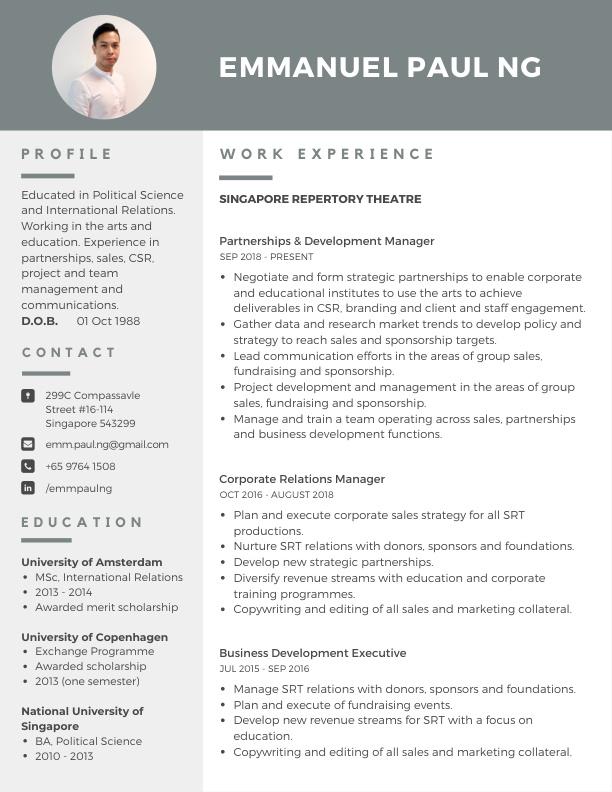 EMMANUEL PAUL NG
PROFILE
Educated in Political Science
and International Relations.
Working in the arts and
education. Experience in
partnerships, sales, CSR,
project and team
management and
communications.
D.O.B. 01 Oct 1988
CONTACT
299C Compassavle
Street #16-114
Singapore 543299
emm.paul.ng@gmail.com
+65 9764 1508
/emmpaulng
EDUCATION
University of Amsterdam
• MSc, International Relations
• 2013 - 2014
• Awarded merit scholarship
University of Copenhagen
• Exchange Programme
• Awarded scholarship
• 2013 (one semester)
National University of
Singapore
• BA, Political Science
• 2010 - 2013
WORK EXPERIENCE
SINGAPORE REPERTORY THEATRE
Partnerships & Development Manager
SEP 2018 - PRESENT
• Negotiate and form strategic partnerships to enable corporate
and educational institutes to use the arts to achieve
deliverables in CSR, branding and client and staff engagement.
• Gather data and research market trends to develop policy and
strategy to reach sales and sponsorship targets.
• Lead communication efforts in the areas of group sales,
fundraising and sponsorship.
• Project development and management in the areas of group
sales, fundraising and sponsorship.
• Manage and train a team operating across sales, partnerships
and business development functions.
Corporate Relations Manager
OCT 2016 - AUGUST 2018
• Plan and execute corporate sales strategy for all SRT
productions.
• Nurture SRT relations with donors, sponsors and foundations.
• Develop new strategic partnerships.
• Diversify revenue streams with education and corporate
training programmes.
• Copywriting and editing of all sales and marketing collateral.
Business Development Executive
JUL 2015 - SEP 2016
• Manage SRT relations with donors, sponsors and foundations.
• Plan and execute of fundraising events.
• Develop new revenue streams for SRT with a focus on
education.
• Copywriting and editing of all sales and marketing collateral.